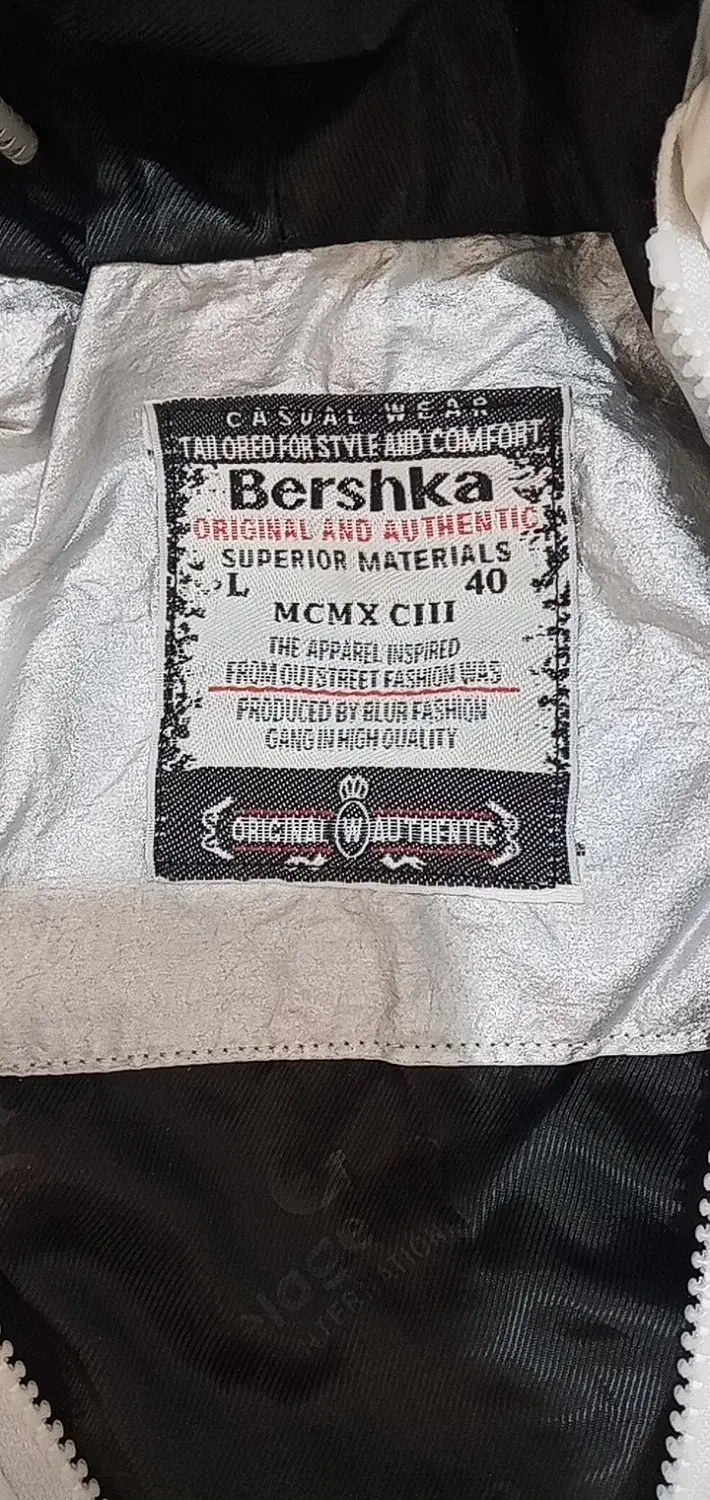 CASUAL WEAR
TAILORED FOR STYLE AND COMFORT
Bershka
ORIGINAL AND AUTHENTIC
SUPERIOR MATERIALS
L 40
MCMX CIII
THE APPAREL INSPIRED
FROM OUTSTREET FASHION WAS
PRODUCED BY BLUR FASHION
GANG IN HIGH QUALITY
ORIGINAL W AUTHENTIC